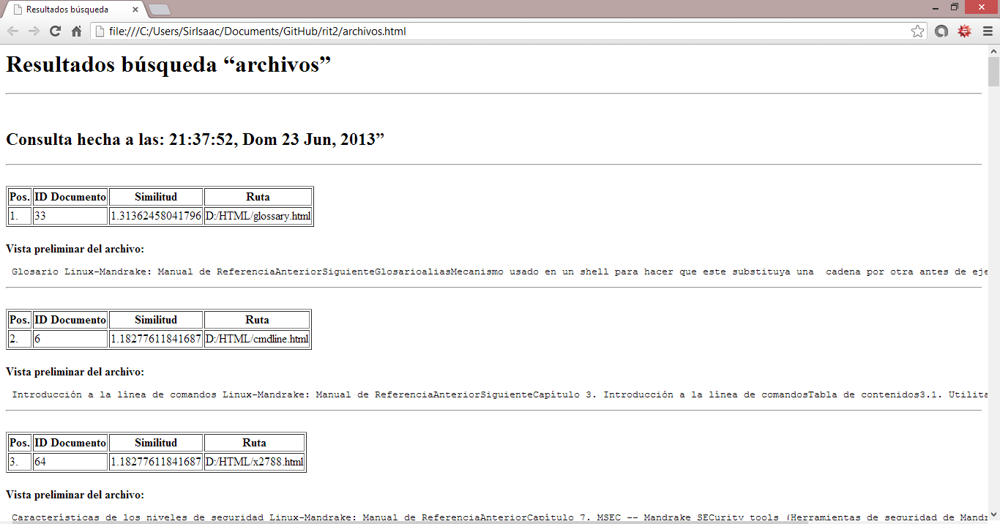 Resultados búsqueda
file:///C:/Users/SirIsaac/Documents/GitHub/rit2/archivos.html
Resultados búsqueda “archivos”
Consulta hecha a las: 21:37:52, Dom 23 Jun, 2013”
Pos. ID Documento Similitud Ruta
1. 33 1.31362458041796 D:/HTML/glossary.html
Vista preliminar del archivo:
Glosario Linux-Mandrake: Manual de ReferenciaAnteriorSiguienteGlosarioaliasMecanismo usado en un shell para hacer que este substituya una  cadena por otra antes de eje
Pos. ID Documento Similitud Ruta
2. 6 1.18277611841687 D:/HTML/cmdline.html
Vista preliminar del archivo:
Introducción a la línea de comandos Linux-Mandrake: Manual de ReferenciaAnteriorSiguienteCapítulo 3. Introducción a la línea de comandosTabla de contenidos3.1. Utilita
Pos. ID Documento Similitud Ruta
3. 64 1.18277611841687 D:/HTML/x2788.html
Vista preliminar del archivo:
Características de los niveles de seguridad Linux-Mandrake: Manual de ReferenciaAnteriorCapítulo 7. MSEC -- Mandrake SECurity tools (Herramientas de seguridad de Mandr